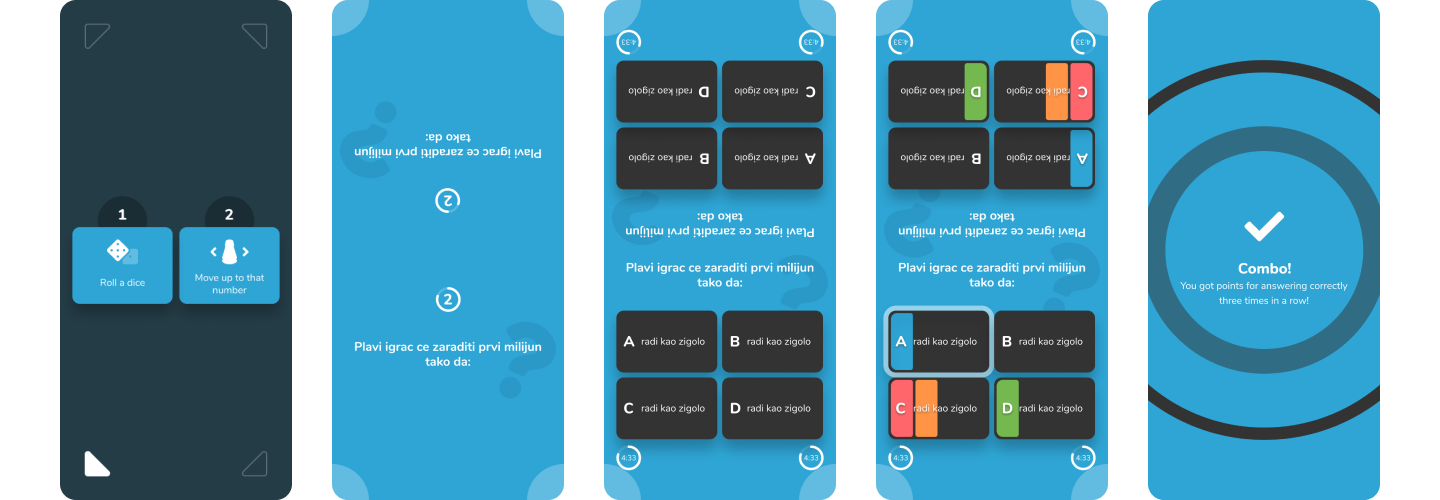 1
2
Roll a dice
Move up to that
number
Plavi igrac ce zaraditi prvi milijun
tako da:
2
2
Plavi igrac ce zaraditi prvi milijun
tako da:
4:33
4:33
D radi kao zigolo
C radi kao zigolo
B radi kao zigolo
A radi kao zigolo
Plavi igrac ce zaraditi prvi milijun
tako da:
Plavi igrac ce zaraditi prvi milijun
tako da:
A radi kao zigolo
B radi kao zigolo
C radi kao zigolo
D radi kao zigolo
4:33
4:33
4:33
4:33
D radi kao zigolo
C radi kao zigolo
B radi kao zigolo
A radi kao zigolo
Plavi igrac ce zaraditi prvi milijun
tako da:
Plavi igrac ce zaraditi prvi milijun
tako da:
A radi kao zigolo
B radi kao zigolo
C radi kao zigolo
D radi kao zigolo
4:33
4:33
Combo!
You got points for answering correctly
three times in a row!